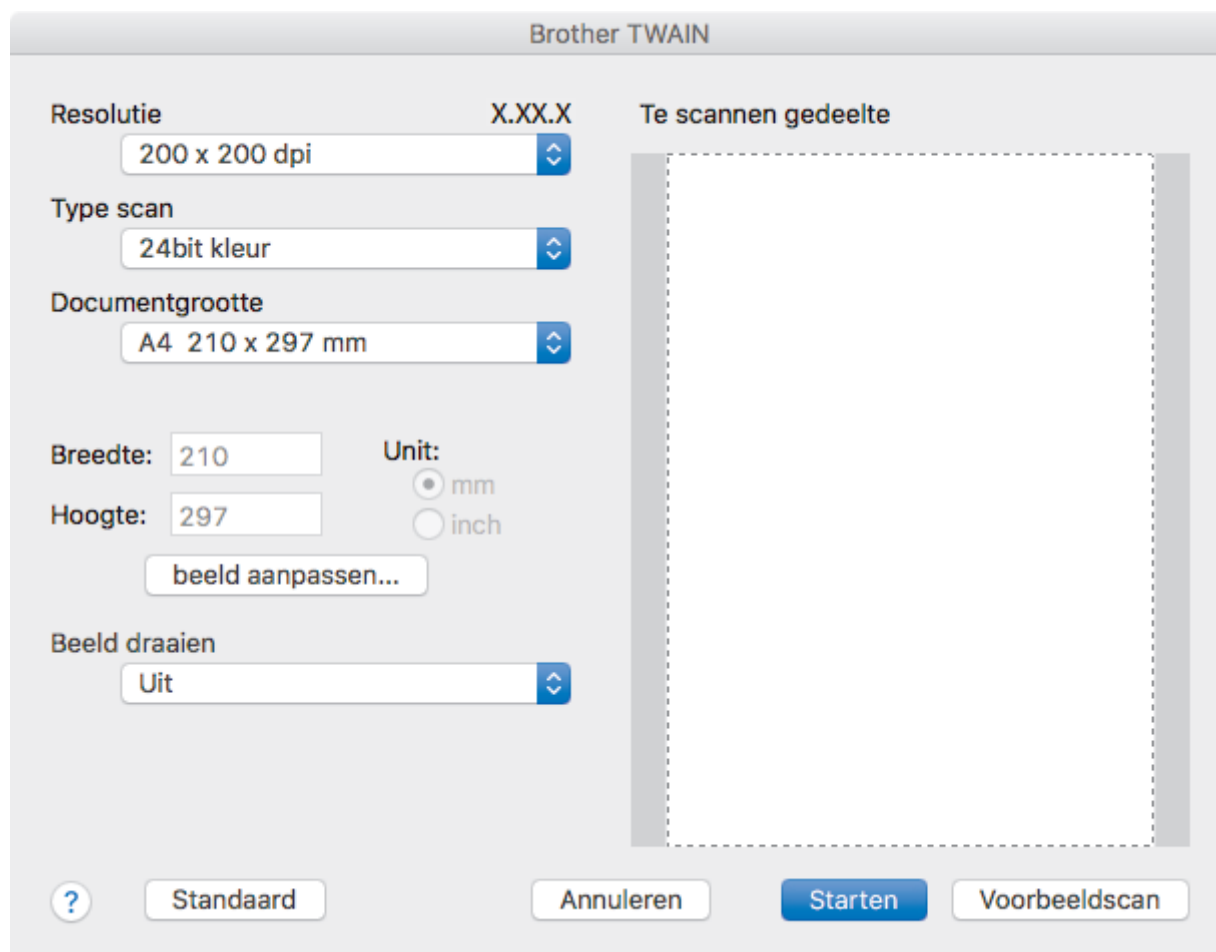 Brother TWAIN
Resolutie X.XX.X
200 x 200 dpi
Type scan
24bit kleur
Documentgrootte
A4 210 x 297 mm
Breedte: 210
Hoogte: 297
Unit:
mm
inch
beeld aanpassen...
Beeld draaien
Uit
Te scannen gedeelte
? Standaard Annuleren Starten Voorbeeldscan